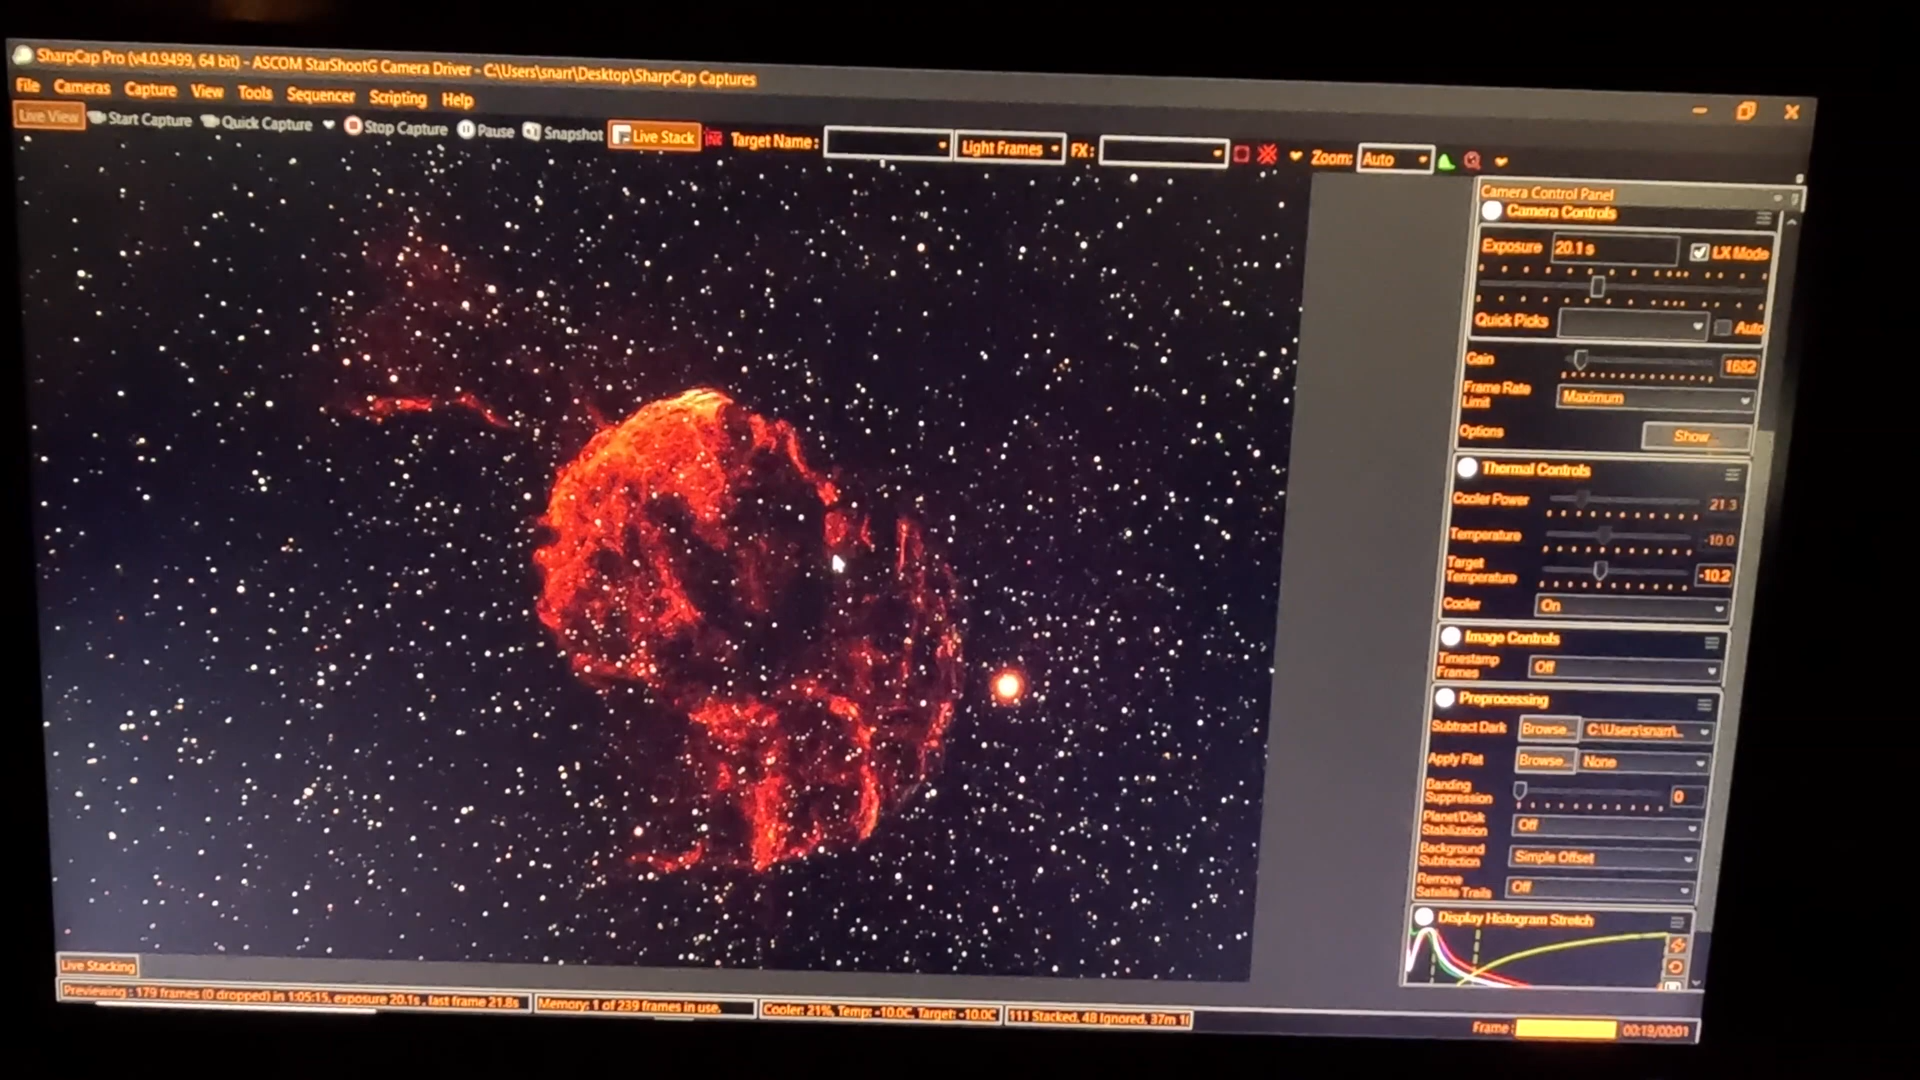 SharpCap Pro (v4.0.9499, 64 bit) - ASCOM StarShootG Camera Driver - C:\Users\snarr\Desktop\SharpCap Captures
File Cameras Capture View Tools Sequencer Scripting Help
Live View Start Capture Quick Capture Stop Capture Pause Snapshot Live Stack Target Name: Light Frames FX: Zoom: Auto
Camera Control Panel
Camera Controls
Exposure 20.1 s LX Mode
Quick Picks Auto
Gain 1682
Frame Rate Limit Maximum
Options Show...
Thermal Controls
Cooler Power 21.3
Temperature -10.0
Target Temperature -10.2
Cooler On
Image Controls
Timestamp Frames Off
Preprocessing
Subtract Dark Browse... C:\Users\snarr\...
Apply Flat Browse... None
Banding Suppression 0
Planet/Disk Stabilization Off
Background Subtraction Simple Offset
Remove Satellite Trails Off
Display Histogram Stretch
Live Stacking
Previewing : 179 frames (0 dropped) in 1:05:15, exposure 20.1s , last frame 21.8s Memory: 1 of 239 frames in use. Cooler: 21%, Temp: -10.0C, Target: -10.0C 111 Stacked, 48 Ignored, 37m
Frame : 00:19/00:01